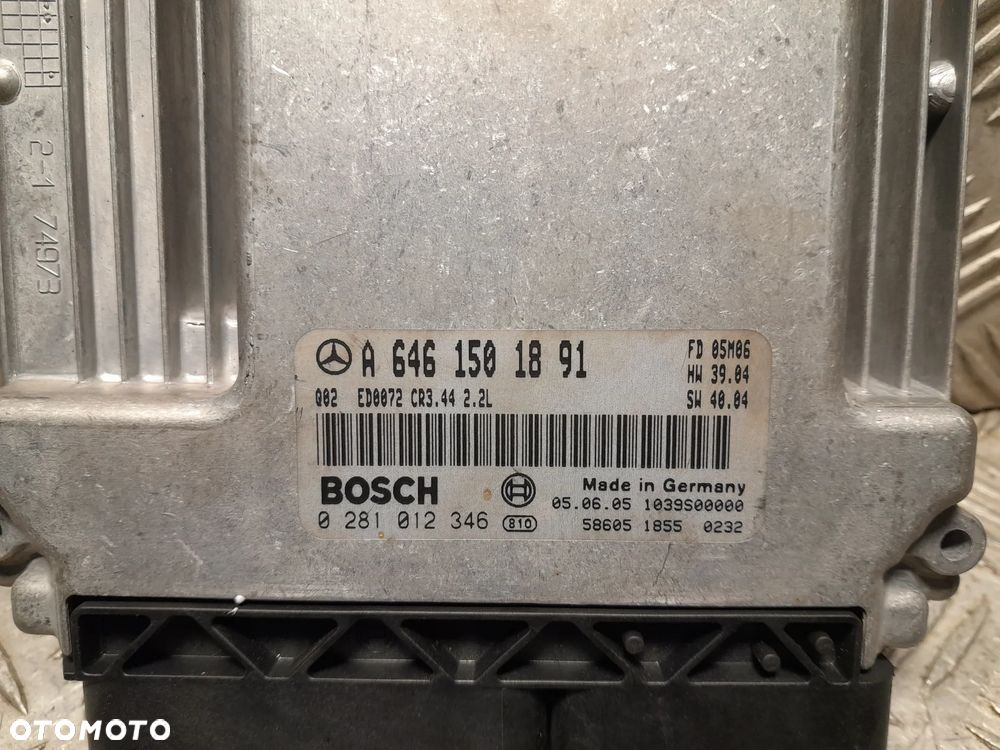 2-1 74973
A 646 150 18 91
FD 05M06
Q02 ED0072 CR3.44 2.2L
HW 39.04
SW 40.04
BOSCH
Made in Germany
05.06.05 1039S00000
0 281 012 346 810
58605 1855 0232
OTOMOTO
OTOMOTO